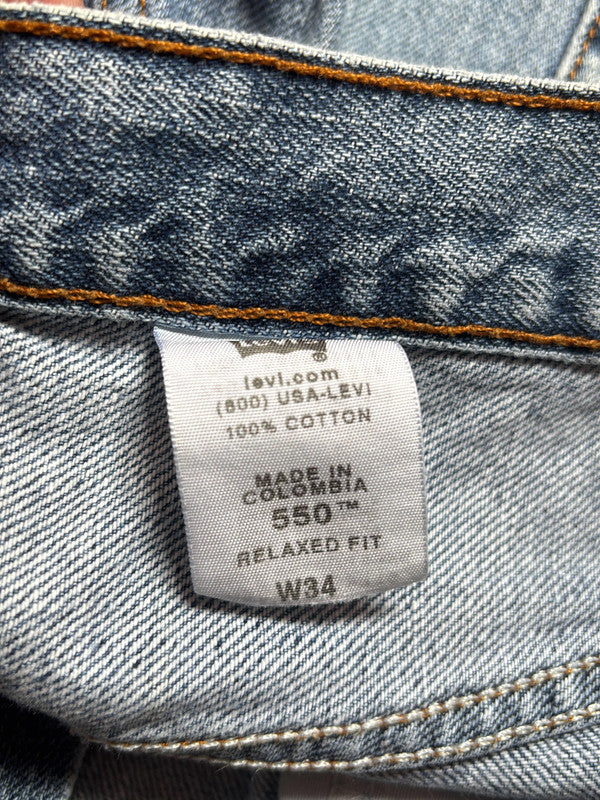 ®
levi.com
(800) USA-LEVI
100% COTTON
MADE IN
COLOMBIA
550™
RELAXED FIT
W34